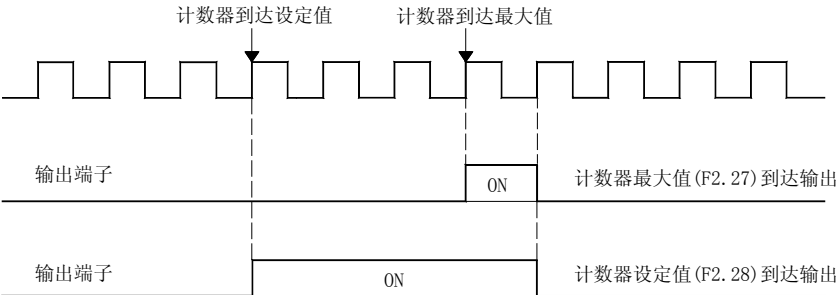 计数器到达设定值 计数器到达最大值
输出端子 ON 计数器最大值(F2.27)到达输出
输出端子 ON 计数器设定值(F2.28)到达输出